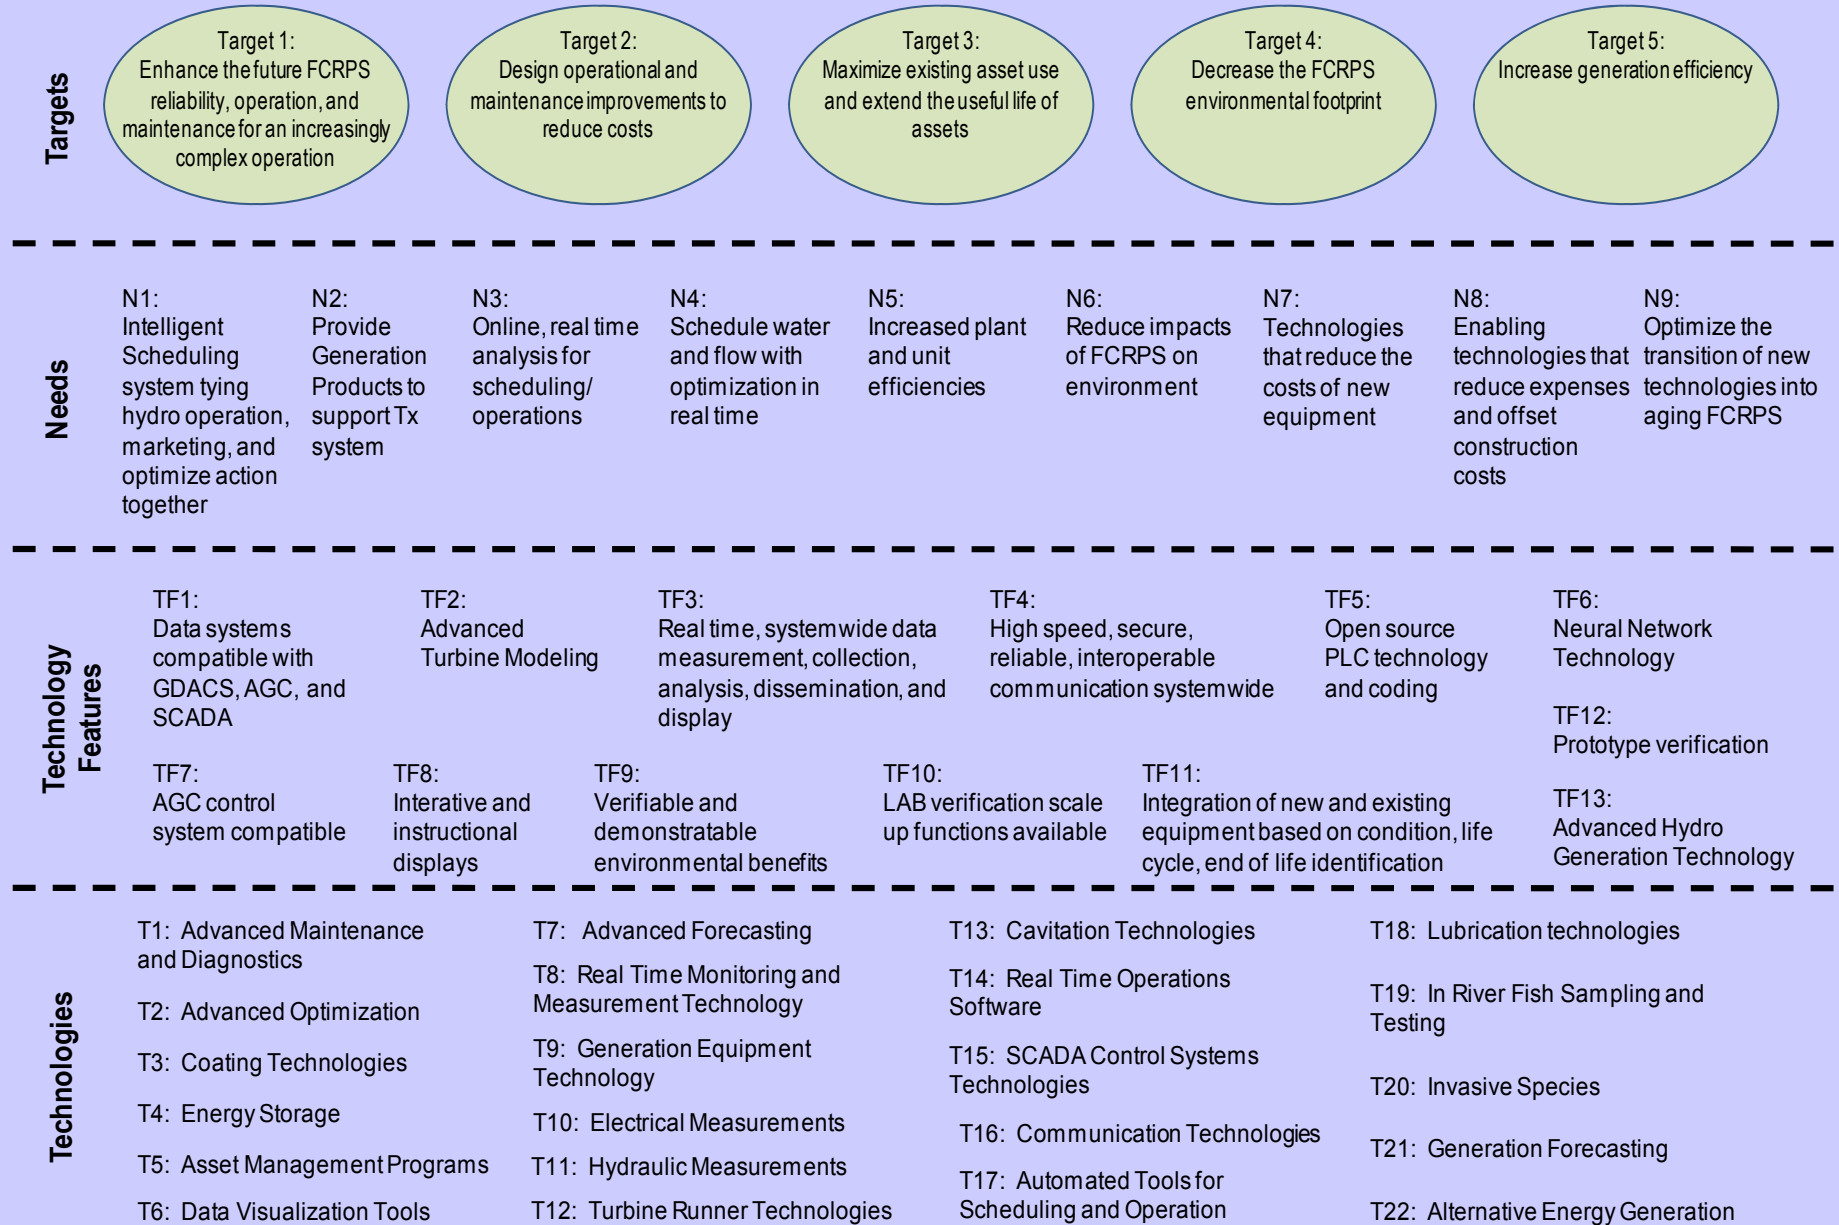 Targets
Target 1:
Enhance the future FCRPS
reliability, operation, and
maintenance for an increasingly
complex operation
Target 2:
Design operational and
maintenance improvements to
reduce costs
Target 3:
Maximize existing asset use
and extend the useful life of
assets
Target 4:
Decrease the FCRPS
environmental footprint
Target 5:
Increase generation efficiency
Needs
N1:
Intelligent
Scheduling
system tying
hydro operation,
marketing, and
optimize action
together
N2:
Provide
Generation
Products to
support Tx
system
N3:
Online, real time
analysis for
scheduling/
operations
N4:
Schedule water
and flow with
optimization in
real time
N5:
Increased plant
and unit
efficiencies
N6:
Reduce impacts
of FCRPS on
environment
N7:
Technologies
that reduce the
costs of new
equipment
N8:
Enabling
technologies that
reduce expenses
and offset
construction
costs
N9:
Optimize the
transition of new
technologies into
aging FCRPS
Technology
Features
TF1:
Data systems
compatible with
GDACS, AGC, and
SCADA
TF2:
Advanced
Turbine Modeling
TF3:
Real time, systemwide data
measurement, collection,
analysis, dissemination, and
display
TF4:
High speed, secure,
reliable, interoperable
communication systemwide
TF5:
Open source
PLC technology
and coding
TF6:
Neural Network
Technology
TF7:
AGC control
system compatible
TF8:
Interative and
instructional
displays
TF9:
Verifiable and
demonstratable
environmental benefits
TF10:
LAB verification scale
up functions available
TF11:
Integration of new and existing
equipment based on condition, life
cycle, end of life identification
TF12:
Prototype verification
TF13:
Advanced Hydro
Generation Technology
Technologies
T1: Advanced Maintenance
and Diagnostics
T2: Advanced Optimization
T3: Coating Technologies
T4: Energy Storage
T5: Asset Management Programs
T6: Data Visualization Tools
T7: Advanced Forecasting
T8: Real Time Monitoring and
Measurement Technology
T9: Generation Equipment
Technology
T10: Electrical Measurements
T11: Hydraulic Measurements
T12: Turbine Runner Technologies
T13: Cavitation Technologies
T14: Real Time Operations
Software
T15: SCADA Control Systems
Technologies
T16: Communication Technologies
T17: Automated Tools for
Scheduling and Operation
T18: Lubrication technologies
T19: In River Fish Sampling and
Testing
T20: Invasive Species
T21: Generation Forecasting
T22: Alternative Energy Generation